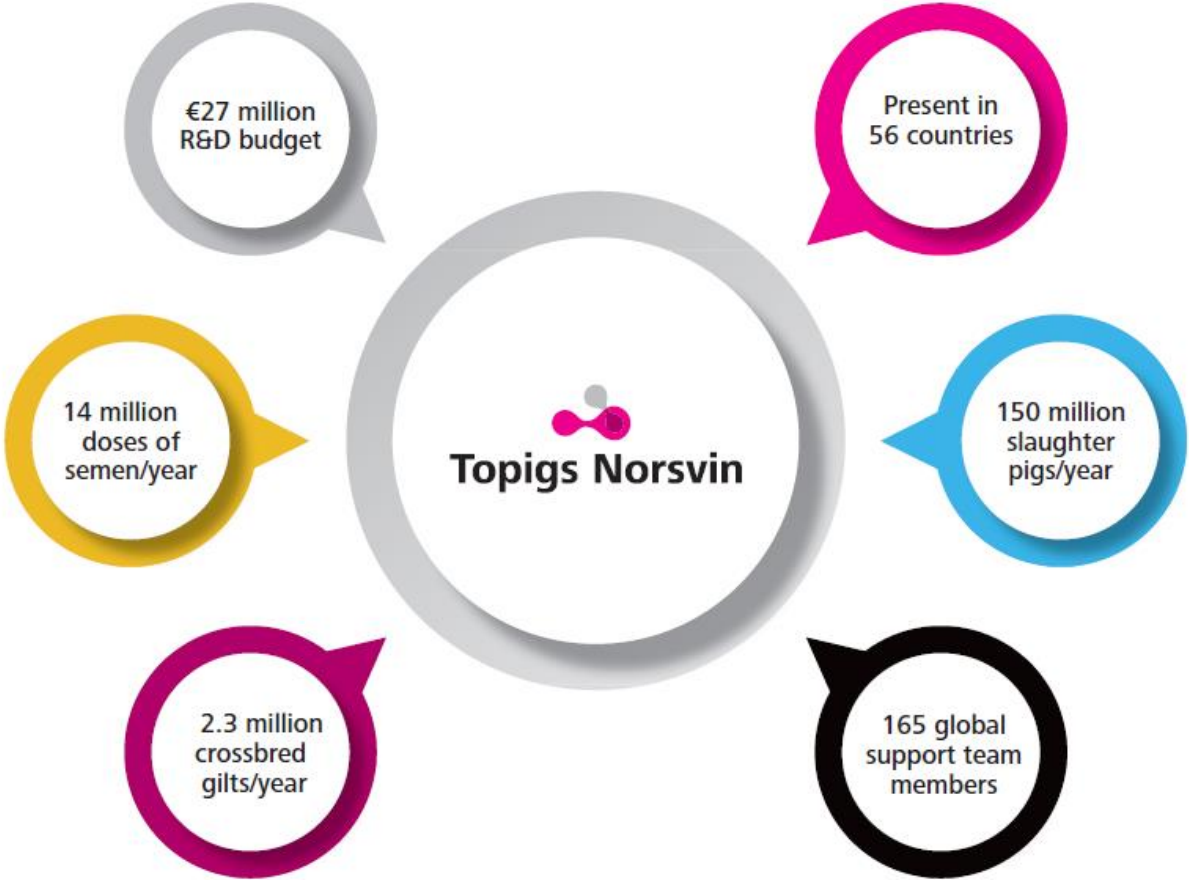 €27 million
R&D budget
Present in
56 countries
14 million
doses of
semen/year
Topigs Norsvin
150 million
slaughter
pigs/year
2.3 million
crossbred
gilts/year
165 global
support team
members